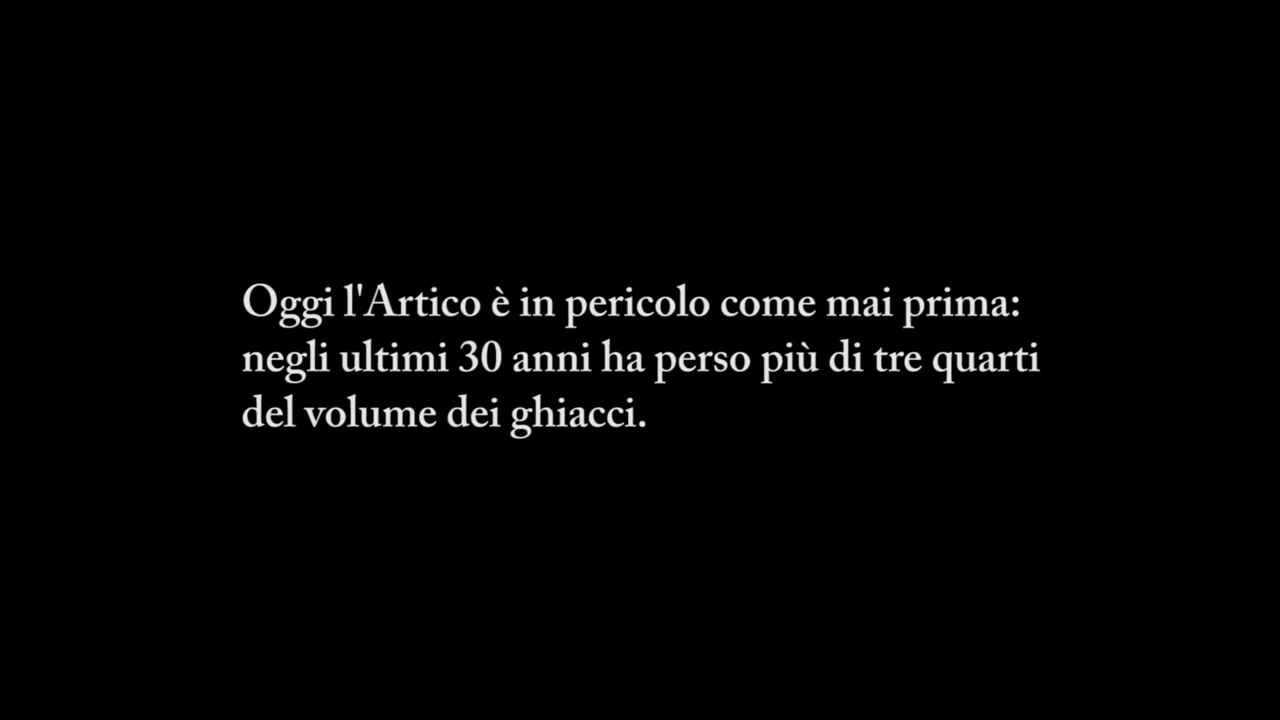 Oggi l'Artico è in pericolo come mai prima:
negli ultimi 30 anni ha perso più di tre quarti
del volume dei ghiacci.